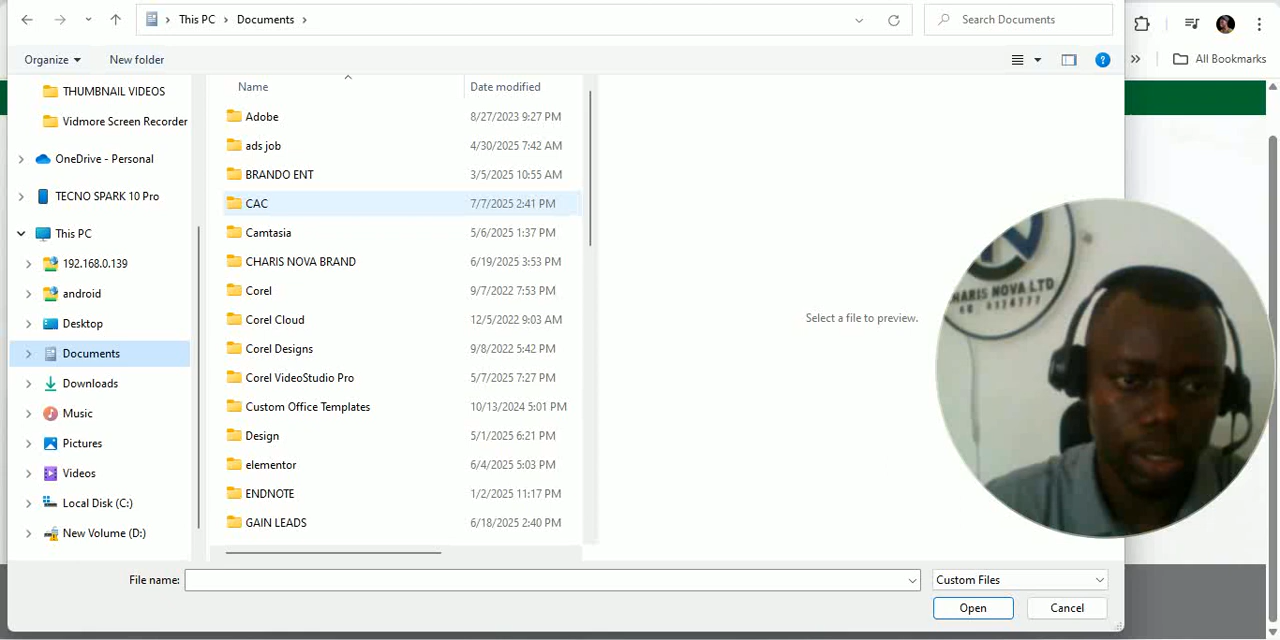 This PC > Documents >
Search Documents
Organize
New folder
All Bookmarks
THUMBNAIL VIDEOS
Vidmore Screen Recorder
OneDrive - Personal
TECNO SPARK 10 Pro
This PC
192.168.0.139
android
Desktop
Documents
Downloads
Music
Pictures
Videos
Local Disk (C:)
New Volume (D:)
Name Date modified
Adobe 8/27/2023 9:27 PM
ads job 4/30/2025 7:42 AM
BRANDO ENT 3/5/2025 10:55 AM
CAC 7/7/2025 2:41 PM
Camtasia 5/6/2025 1:37 PM
CHARIS NOVA BRAND 6/19/2025 3:53 PM
Corel 9/7/2022 7:53 PM
Corel Cloud 12/5/2022 9:03 AM
Corel Designs 9/8/2022 5:42 PM
Corel VideoStudio Pro 5/7/2025 7:27 PM
Custom Office Templates 10/13/2024 5:01 PM
Design 5/1/2025 6:21 PM
elementor 6/4/2025 5:03 PM
ENDNOTE 1/2/2025 11:17 PM
GAIN LEADS 6/18/2025 2:40 PM
Select a file to preview.
HARIS NOVA LTD
File name:
Custom Files
Open
Cancel